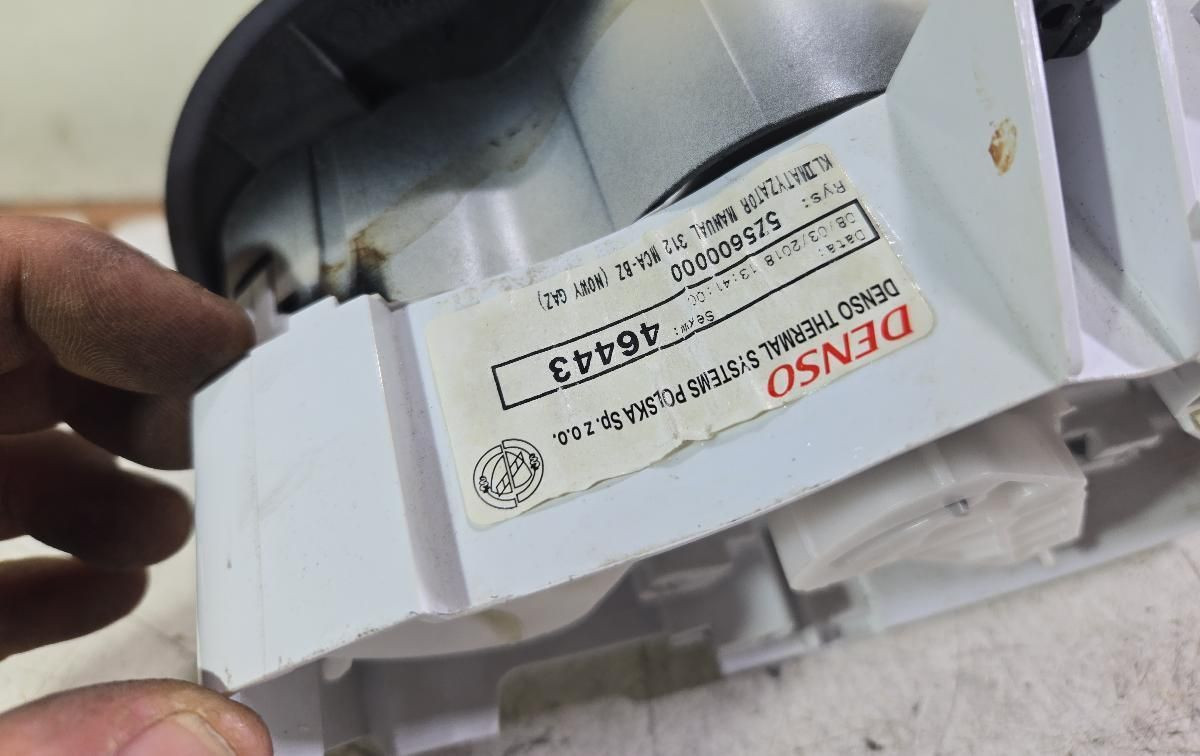 DENSO
DENSO THERMAL SYSTEMS POLSKA Sp. z o.o.
Data: Sekw:
08/03/2018 13:41:00 46443
Rys: 5Z5600000
KLIMATYZATOR MANUAL 312 MCA-BZ (NOWY GAZ)